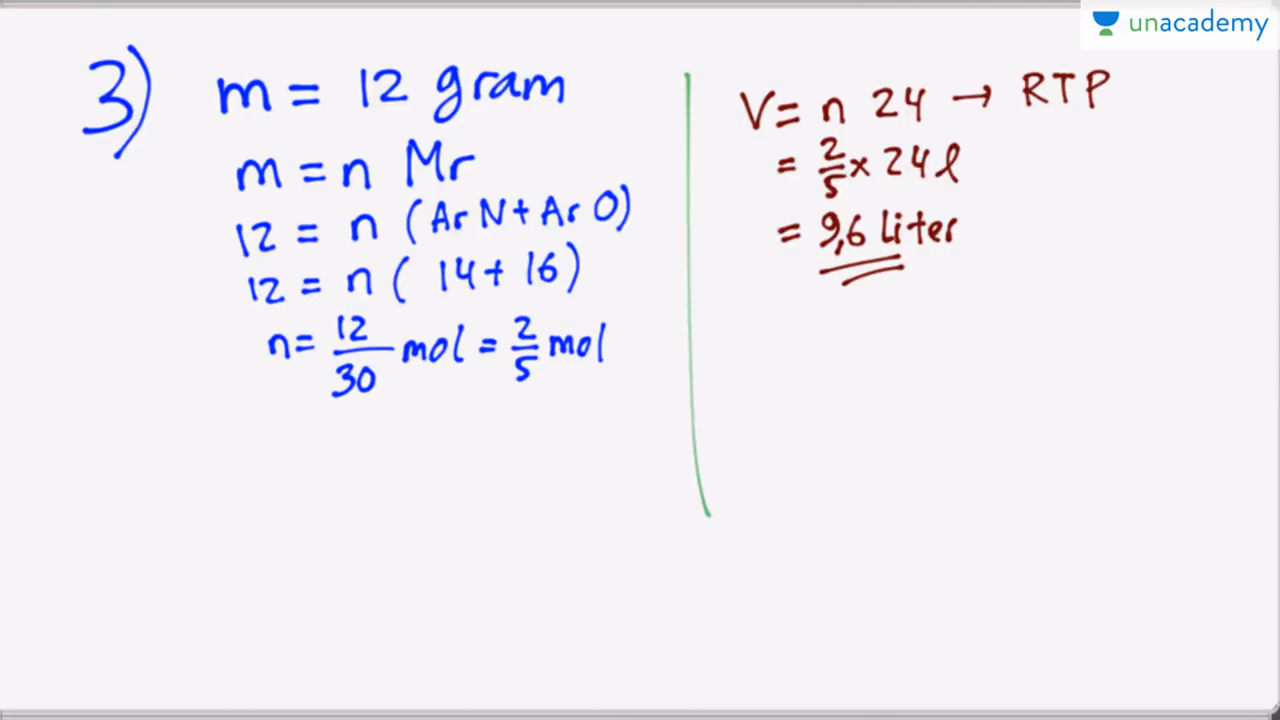 unacademy
3) m = 12 gram
m = n Mr
12 = n (Ar N + Ar O)
12 = n ( 14 + 16 )
n = 12/30 mol = 2/5 mol
V = n 24 → RTP
= 2/5 × 24 l
= 9,6 Liter